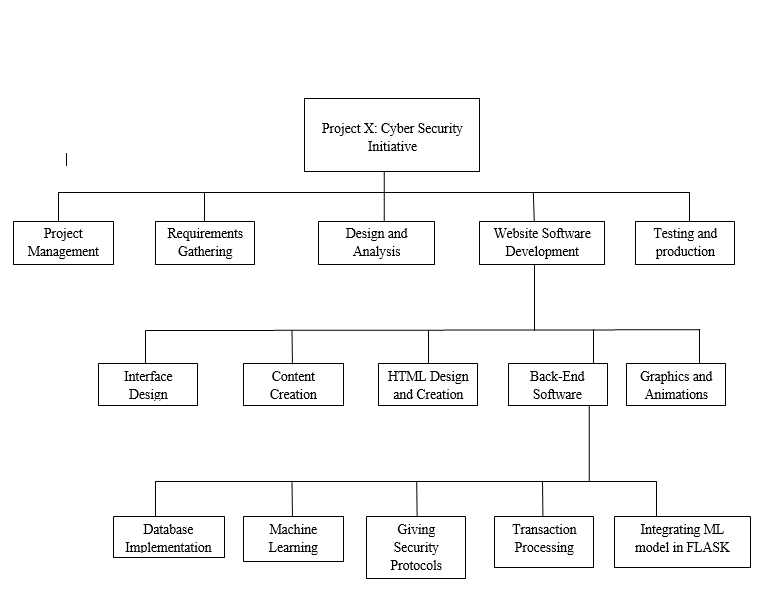 Project X: Cyber Security
Initiative
Project
Management
Requirements
Gathering
Design and
Analysis
Website Software
Development
Testing and
production
Interface
Design
Content
Creation
HTML Design
and Creation
Back-End
Software
Graphics and
Animations
Database
Implementation
Machine
Learning
Giving
Security
Protocols
Transaction
Processing
Integrating ML
model in FLASK